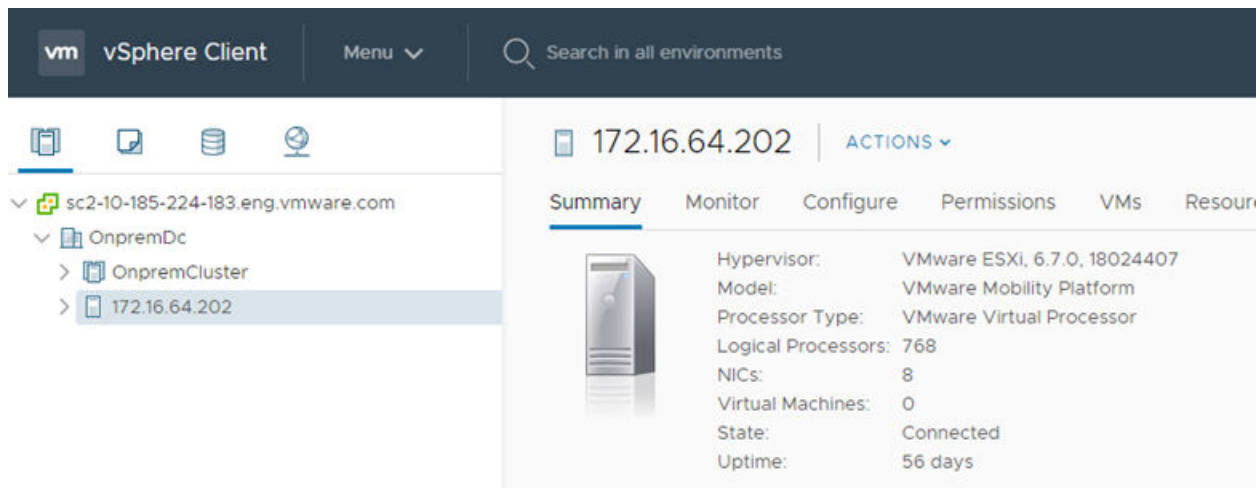 vm vSphere Client Menu Search in all environments
sc2-10-185-224-183.eng.vmware.com
OnpremDc
OnpremCluster
172.16.64.202
172.16.64.202 ACTIONS
Summary Monitor Configure Permissions VMs Resour
Hypervisor: VMware ESXi, 6.7.0, 18024407
Model: VMware Mobility Platform
Processor Type: VMware Virtual Processor
Logical Processors: 768
NICs: 8
Virtual Machines: 0
State: Connected
Uptime: 56 days